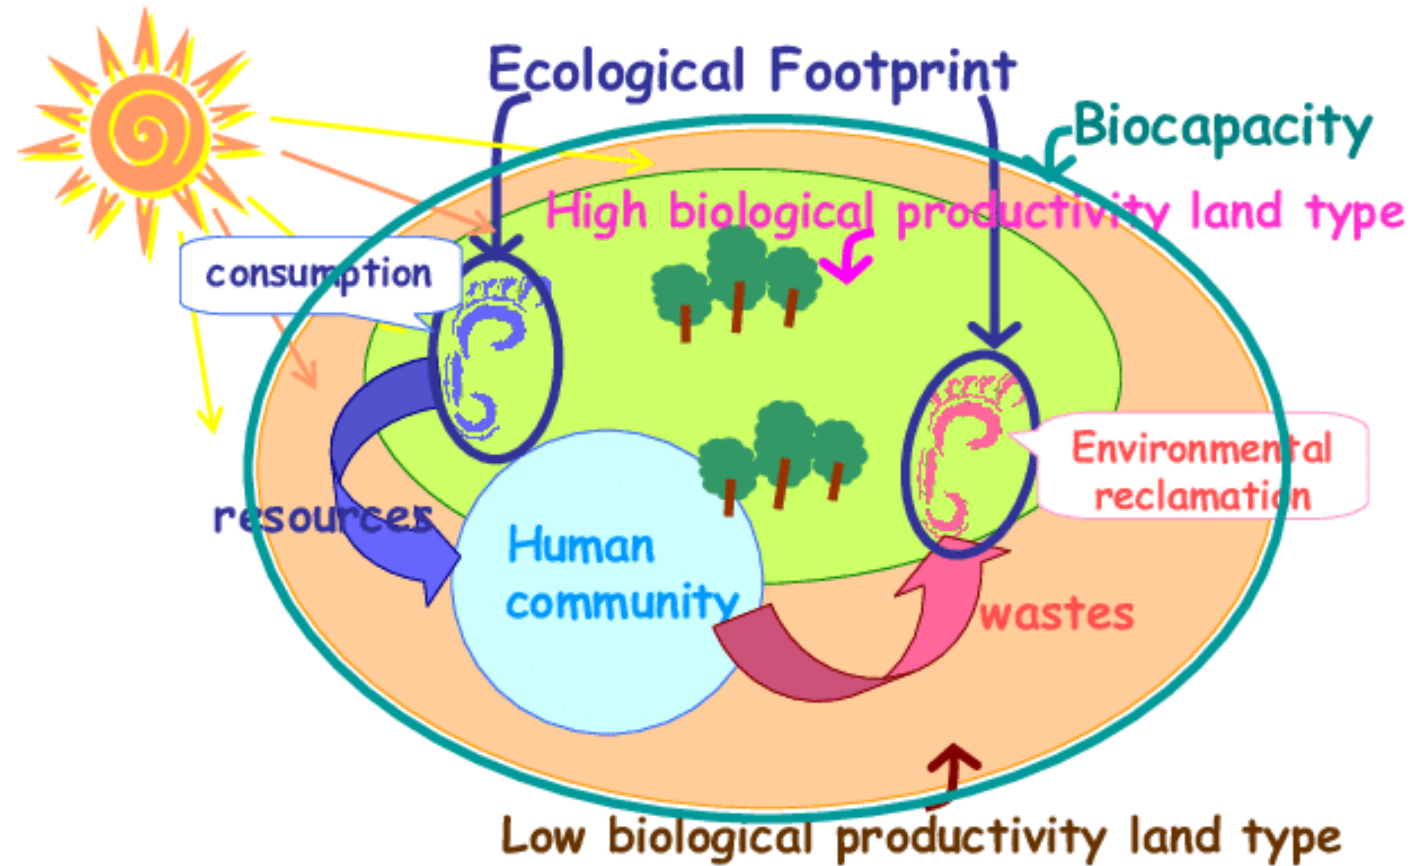 Ecological Footprint
Biocapacity
High biological productivity land type
consumption
Environmental
reclamation
resources
Human
community
wastes
Low biological productivity land type